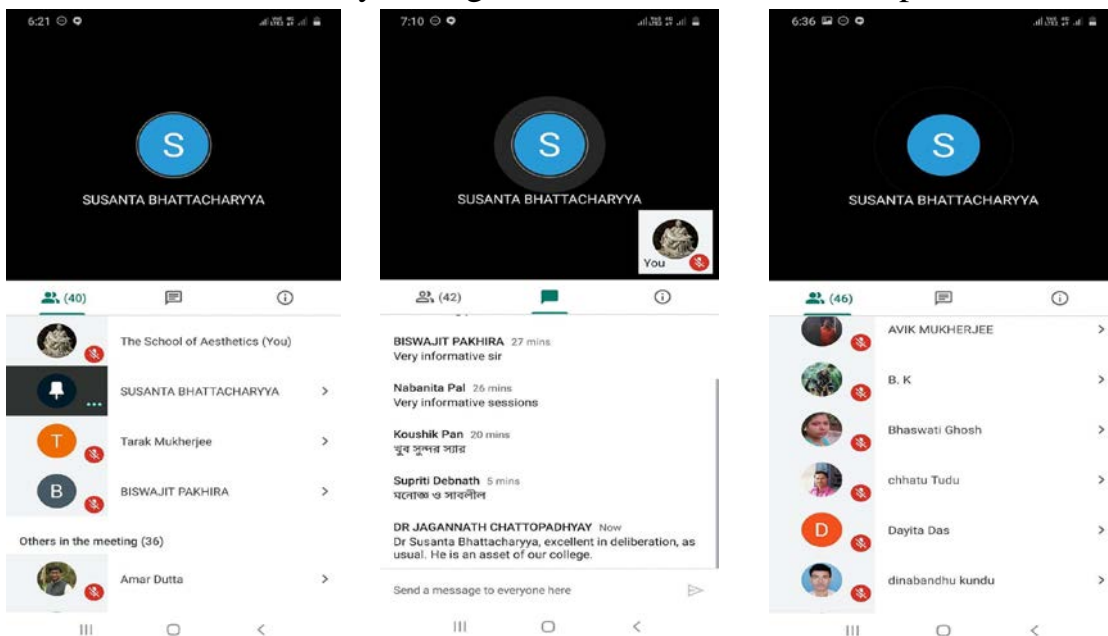 6:21
S
SUSANTA BHATTACHARYYA
(40)
The School of Aesthetics (You)
SUSANTA BHATTACHARYYA
T
Tarak Mukherjee
B
BISWAJIT PAKHIRA
Others in the meeting (36)
Amar Dutta
7:10
S
SUSANTA BHATTACHARYYA
You
(42)
BISWAJIT PAKHIRA 27 mins
Very informative sir
Nabanita Pal 26 mins
Very informative sessions
Koushik Pan 20 mins
খুব সুন্দর স্যার
Supriti Debnath 5 mins
মনোজ্ঞ ও সাবলীল
DR JAGANNATH CHATTOPADHYAY Now
Dr Susanta Bhattacharyya, excellent in deliberation, as
usual. He is an asset of our college.
Send a message to everyone here
6:36
S
SUSANTA BHATTACHARYYA
(46)
AVIK MUKHERJEE
B. K
Bhaswati Ghosh
chhatu Tudu
D
Dayita Das
dinabandhu kundu